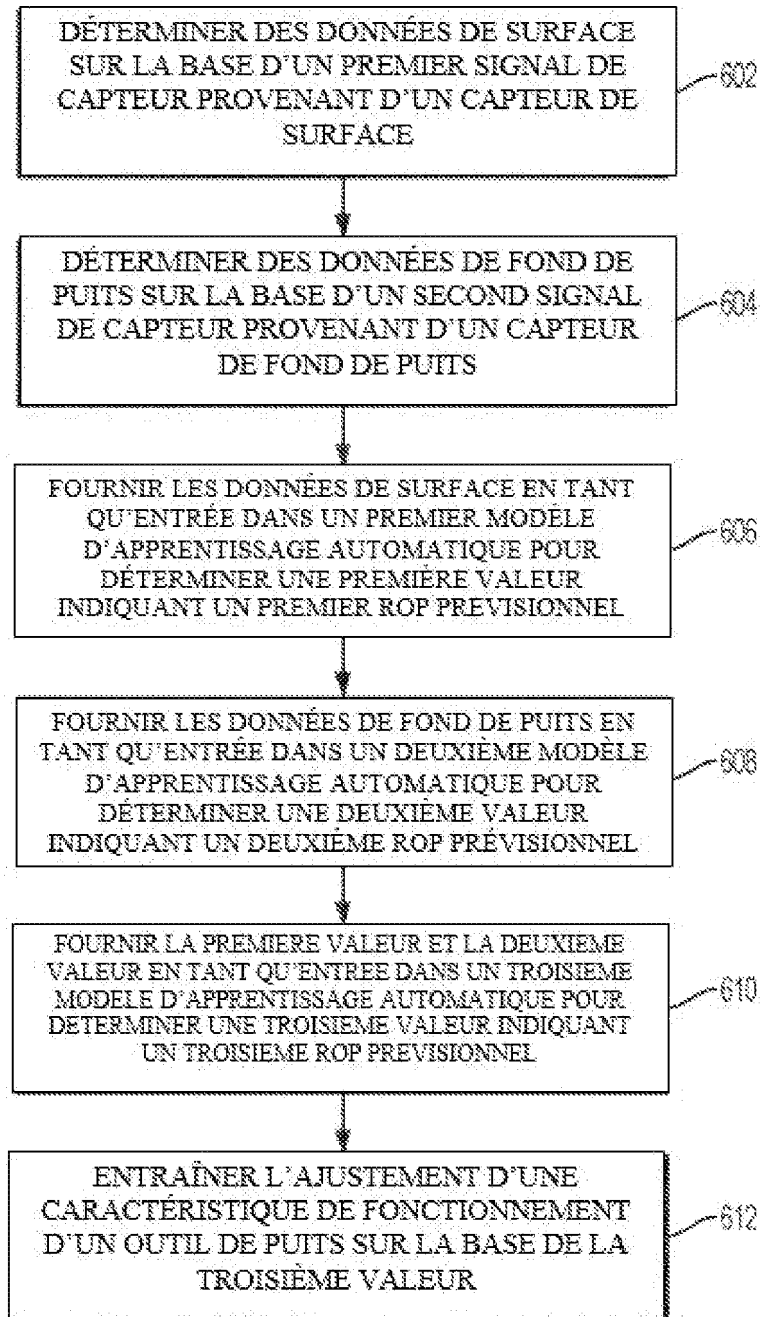 DÉTERMINER DES DONNÉES DE SURFACE
SUR LA BASE D'UN PREMIER SIGNAL DE
CAPTEUR PROVENANT D'UN CAPTEUR DE
SURFACE
602
DÉTERMINER DES DONNÉES DE FOND DE
PUITS SUR LA BASE D'UN SECOND SIGNAL
DE CAPTEUR PROVENANT D'UN CAPTEUR
DE FOND DE PUITS
604
FOURNIR LES DONNÉES DE SURFACE EN TANT
QU'ENTRÉE DANS UN PREMIER MODÈLE
D'APPRENTISSAGE AUTOMATIQUE POUR
DÉTERMINER UNE PREMIÈRE VALEUR
INDIQUANT UN PREMIER ROP PREVISIONNEL
606
FOURNIR LES DONNÉES DE FOND DE PUITS EN
TANT QU'ENTRÉE DANS UN DEUXIÈME MODÈLE
D'APPRENTISSAGE AUTOMATIQUE POUR
DÉTERMINER UNE DEUXIÈME VALEUR
INDIQUANT UN DEUXIÈME ROP PRÉVISIONNEL
608
FOURNIR LA PREMIERE VALEUR ET LA DEUXIEME
VALEUR EN TANT QU'ENTREE DANS UN TROISIEME
MODELE D'APPRENTISSAGE AUTOMATIQUE POUR
DETERMINER UNE TROISIEME VALEUR INDIQUANT
UN TROISIEME ROP PREVISIONNEL
610
ENTRAÎNER L'AJUSTEMENT D'UNE
CARACTÉRISTIQUE DE FONCTIONNEMENT
D'UN OUTIL DE PUITS SUR LA BASE DE LA
TROISIÈME VALEUR
612